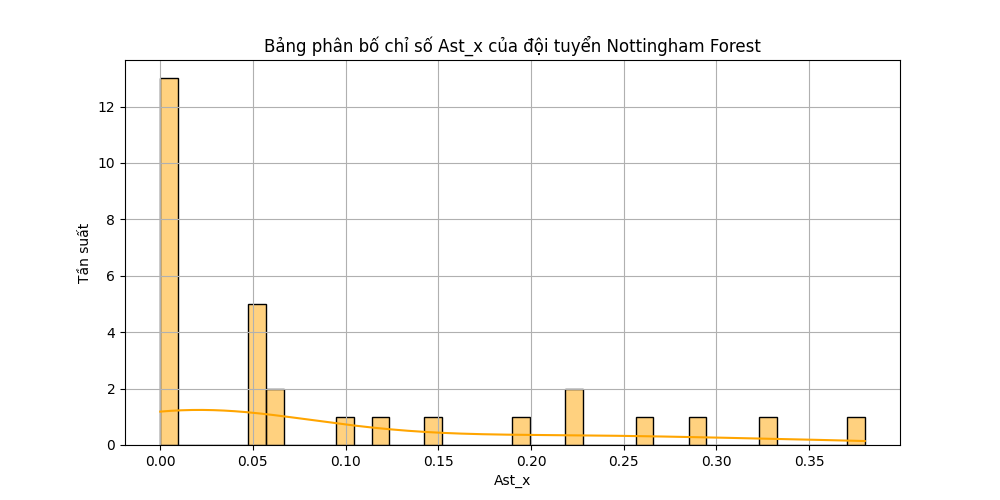 Bảng phân bố chỉ số Ast_x của đội tuyển Nottingham Forest
Tần suất
12
10
8
6
4
2
0
0.00 0.05 0.10 0.15 0.20 0.25 0.30 0.35
Ast_x